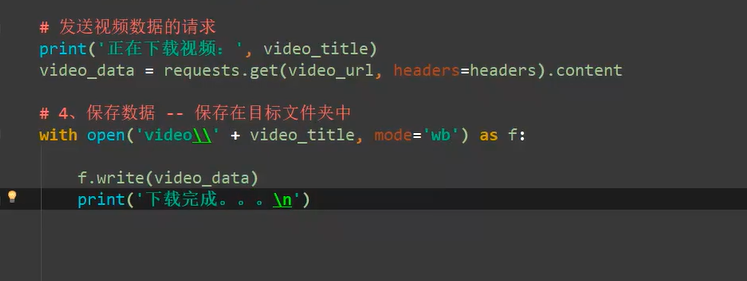 # 发送视频数据的请求
print('正在下载视频：', video_title)
video_data = requests.get(video_url, headers=headers).content
# 4、保存数据 -- 保存在目标文件夹中
with open('video\\' + video_title, mode='wb') as f:
f.write(video_data)
print('下载完成。。。\n')